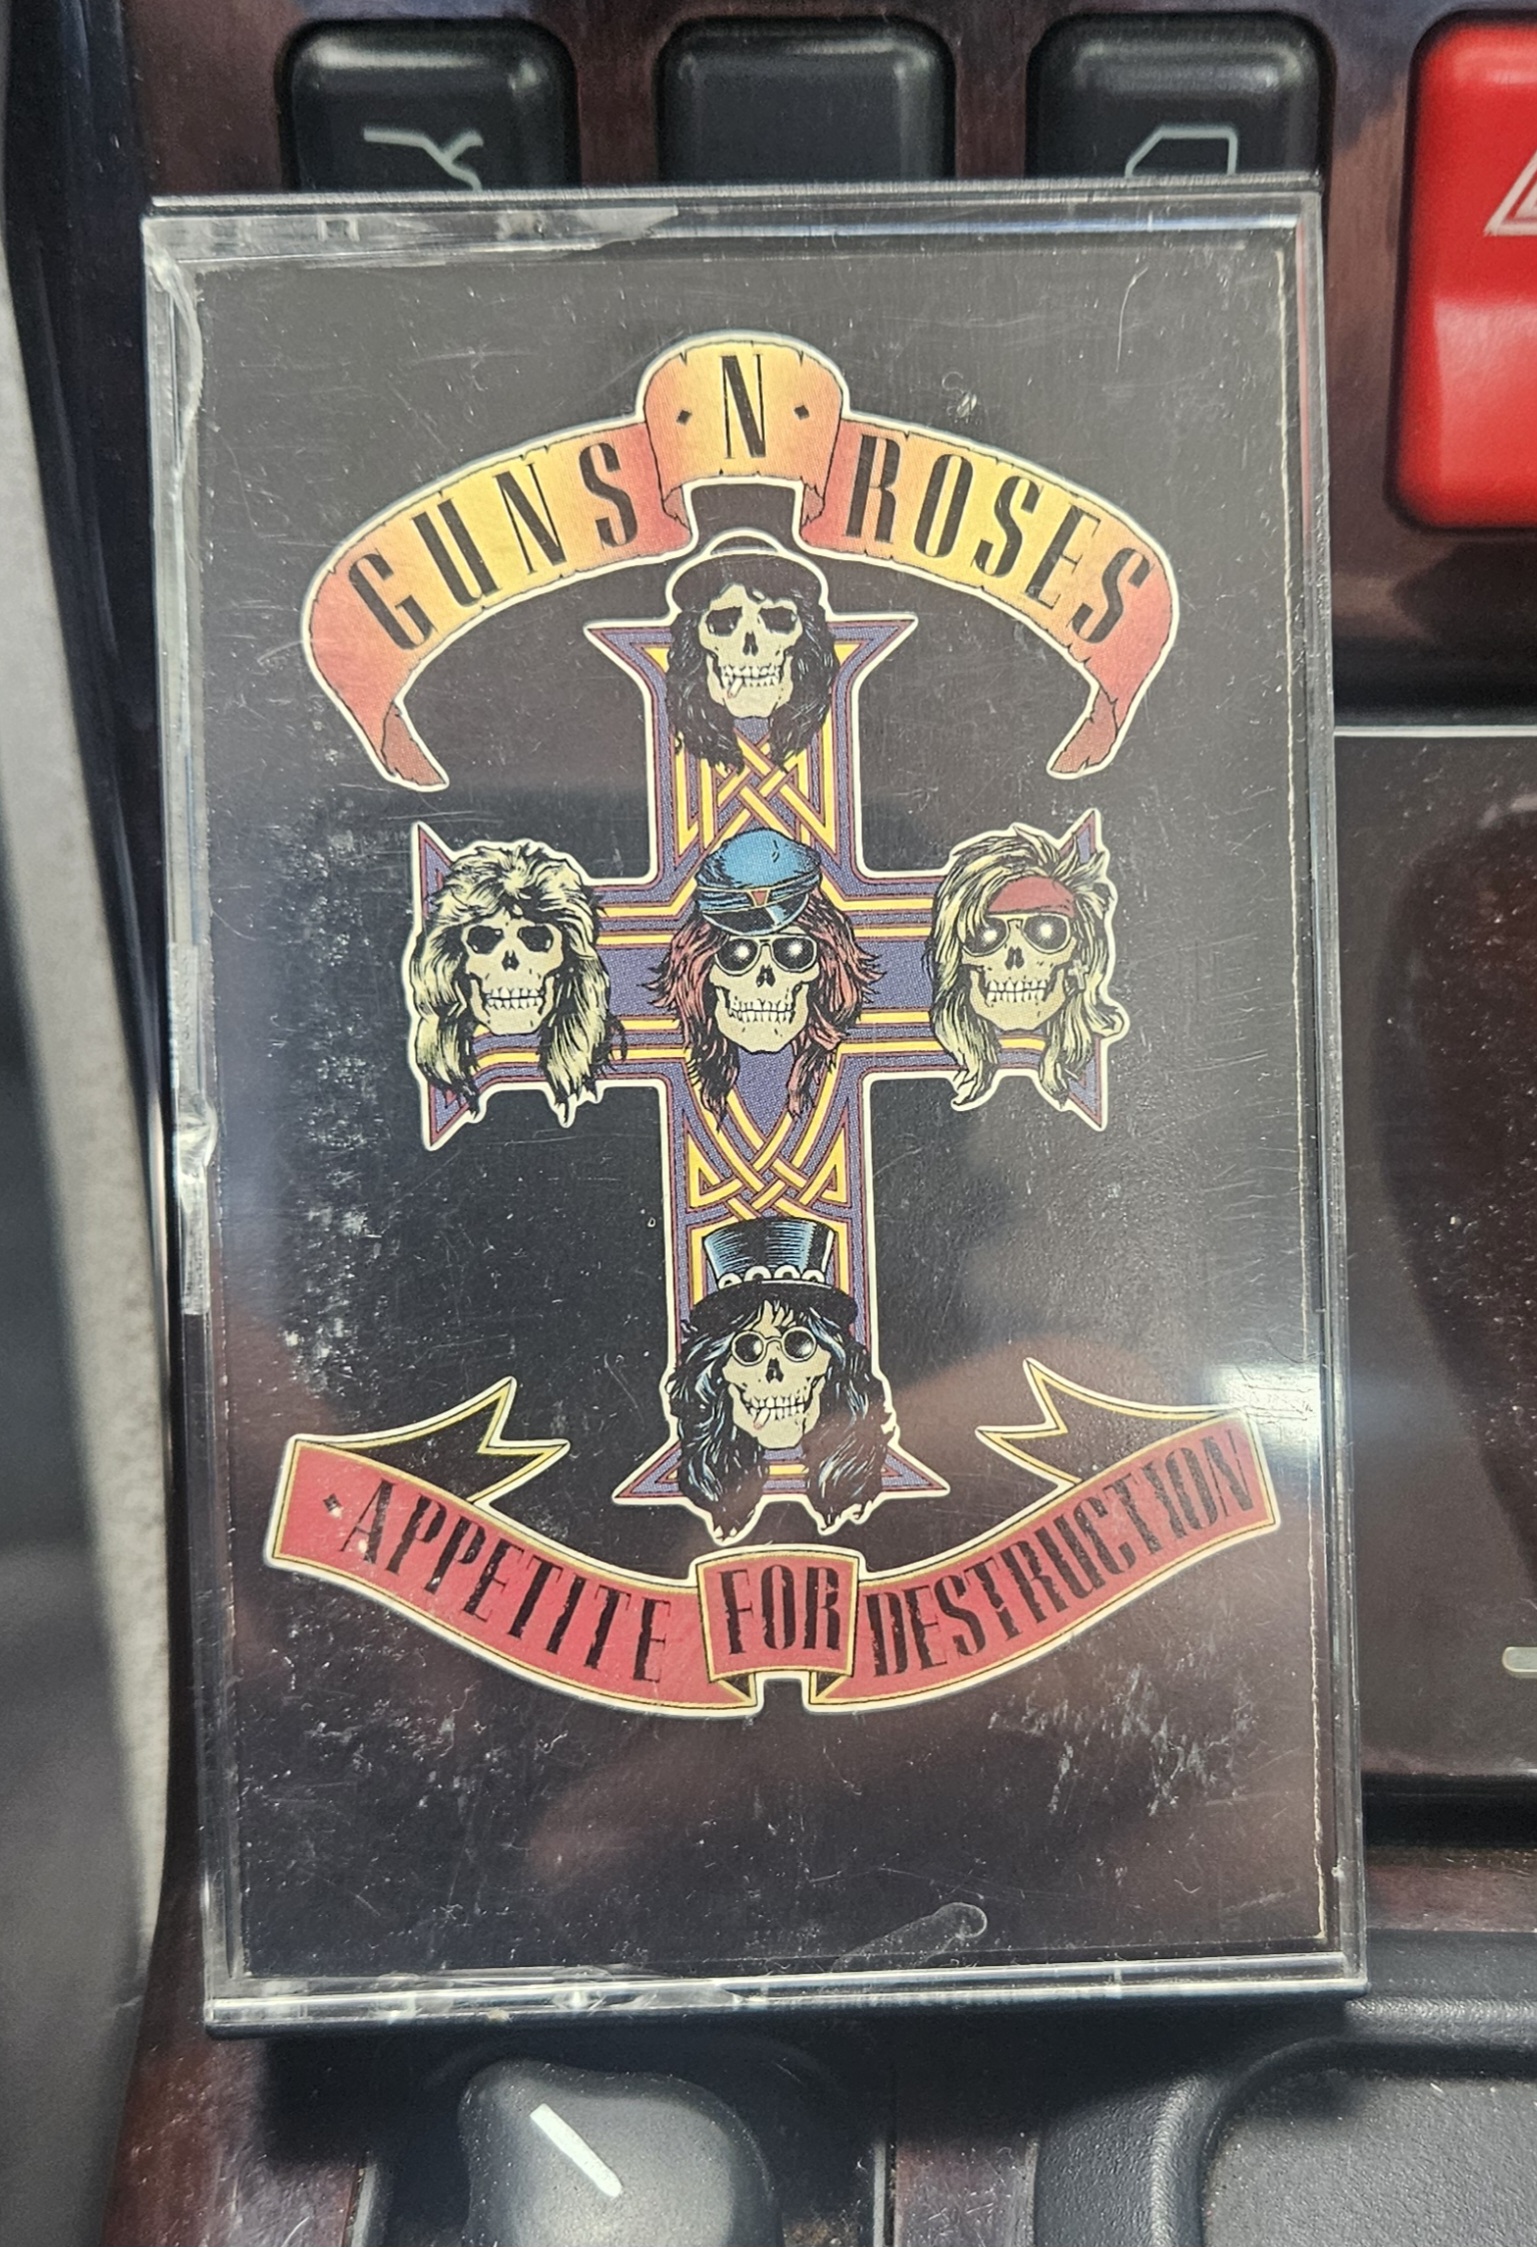 GUNS · N · ROSES
· APPETITE FOR DESTRUCTION